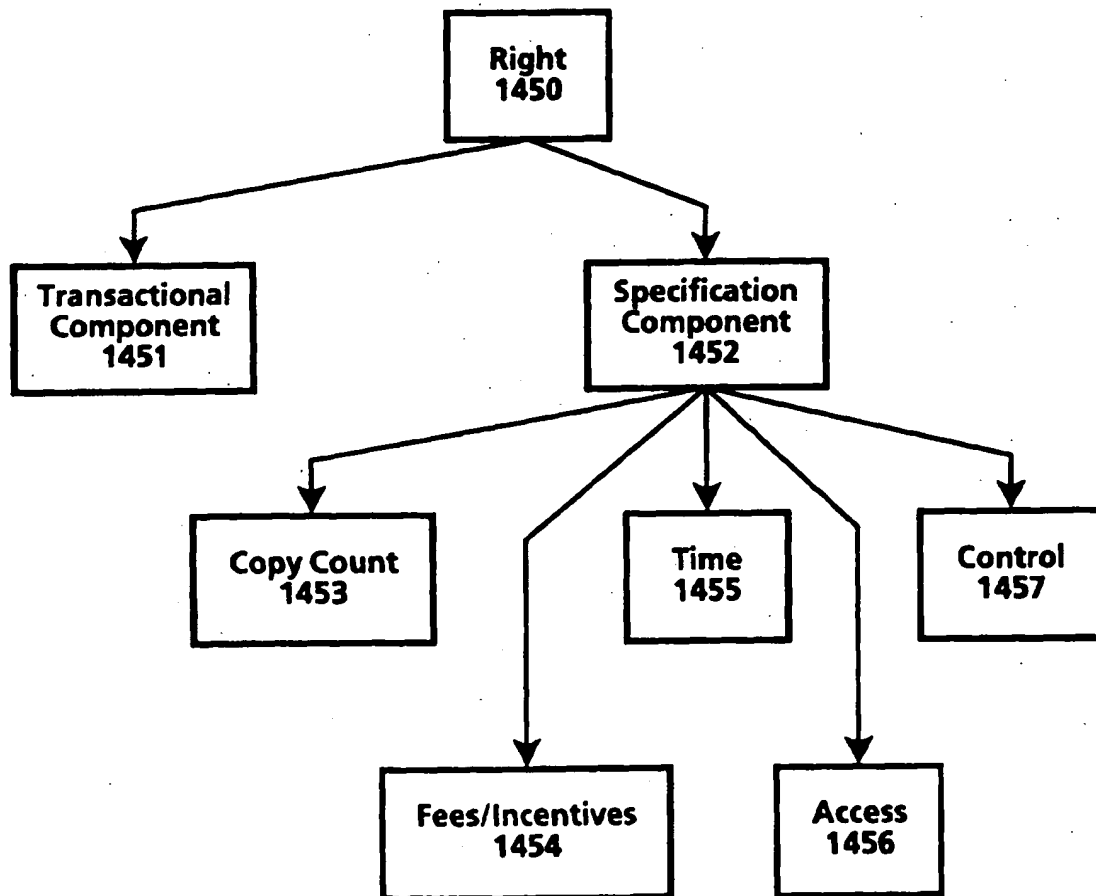 Right
1450
Transactional
Component
1451
Specification
Component
1452
Copy Count
1453
Time
1455
Control
1457
Fees/Incentives
1454
Access
1456